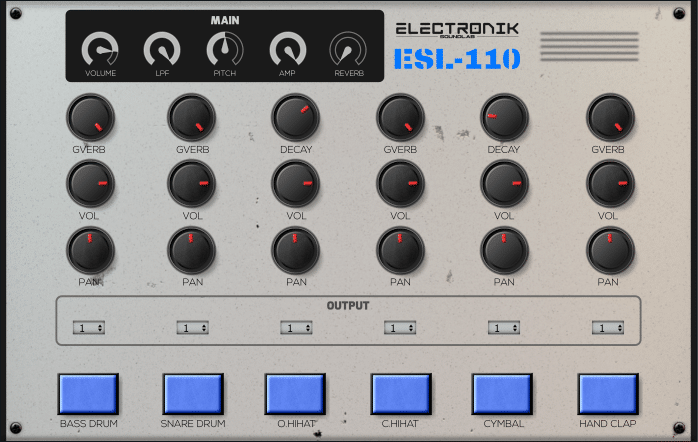 MAIN
VOLUME LPF PITCH AMP REVERB
ELECTRONIK
SOUNDLAB
ESL-110
GVERB GVERB DECAY GVERB DECAY GVERB
VOL VOL VOL VOL VOL VOL
PAN PAN PAN PAN PAN PAN
OUTPUT
1 1 1 1 1 1
BASS DRUM SNARE DRUM O.HIHAT C.HIHAT CYMBAL HAND CLAP